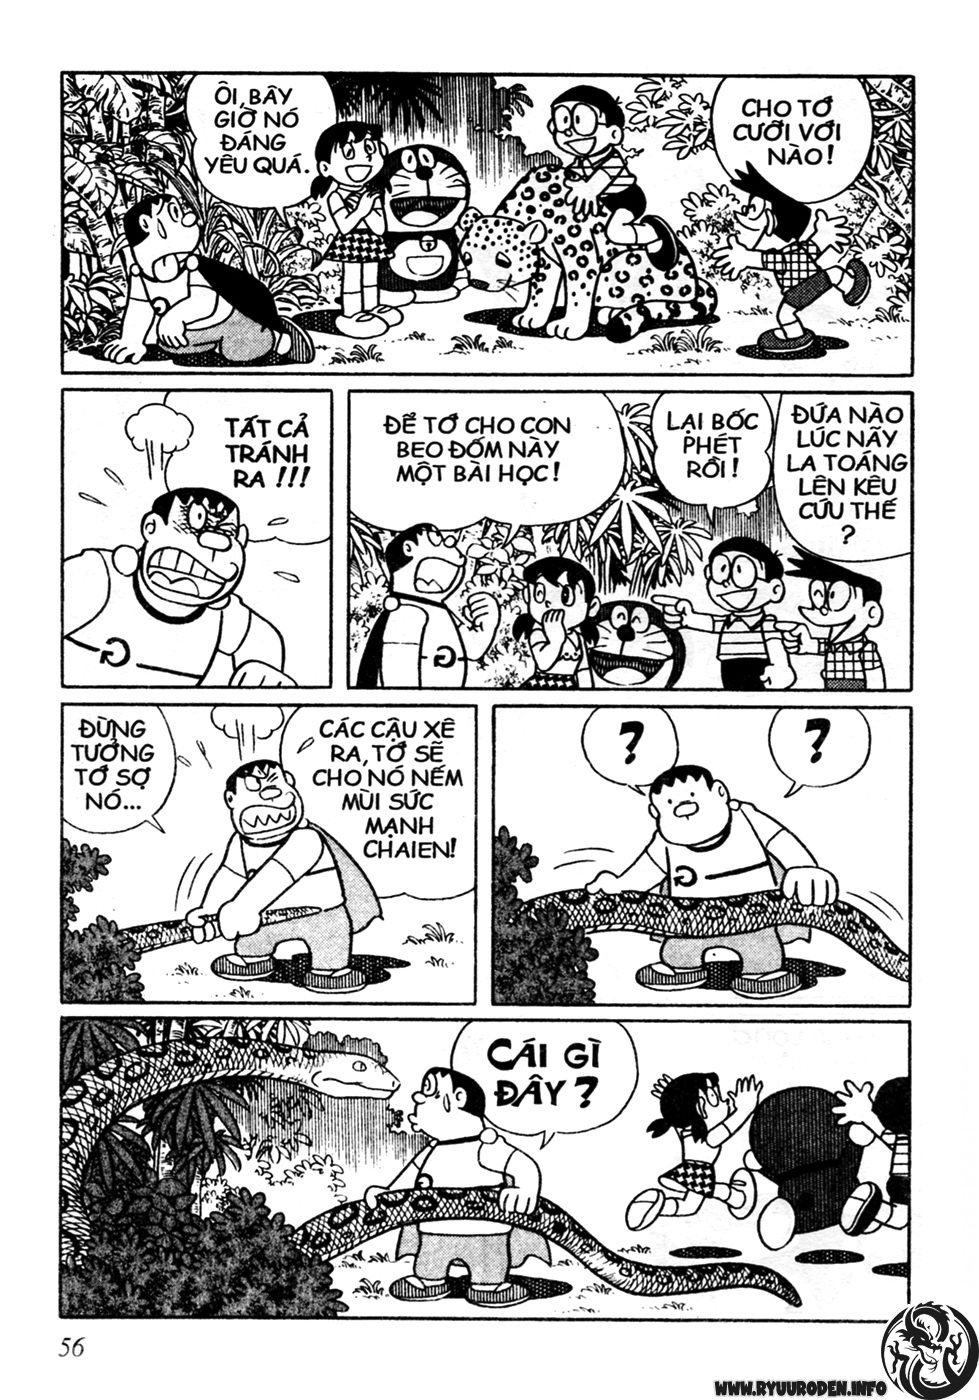 ÔI, BÂY
GIỜ NÓ
ĐÁNG
YÊU QUÁ.
CHO TỚ
CƯỠI VỚI
NÀO!
TẤT CẢ
TRÁNH
RA !!!
ĐỂ TỚ CHO CON
BEO ĐỐM NÀY
MỘT BÀI HỌC!
LẠI BỐC
PHÉT
RỒI!
ĐỨA NÀO
LÚC NÃY
LA TOÁNG
LÊN KÊU
CỨU THẾ
?
ĐỪNG
TƯỞNG
TỚ SỢ
NÓ...
CÁC CẬU XÊ
RA, TỚ SẼ
CHO NÓ NẾM
MÙI SỨC
MẠNH
CHAIEN!
?
?
CÁI GÌ
ĐÂY?
56
WWW.RYUURODEN.INFO